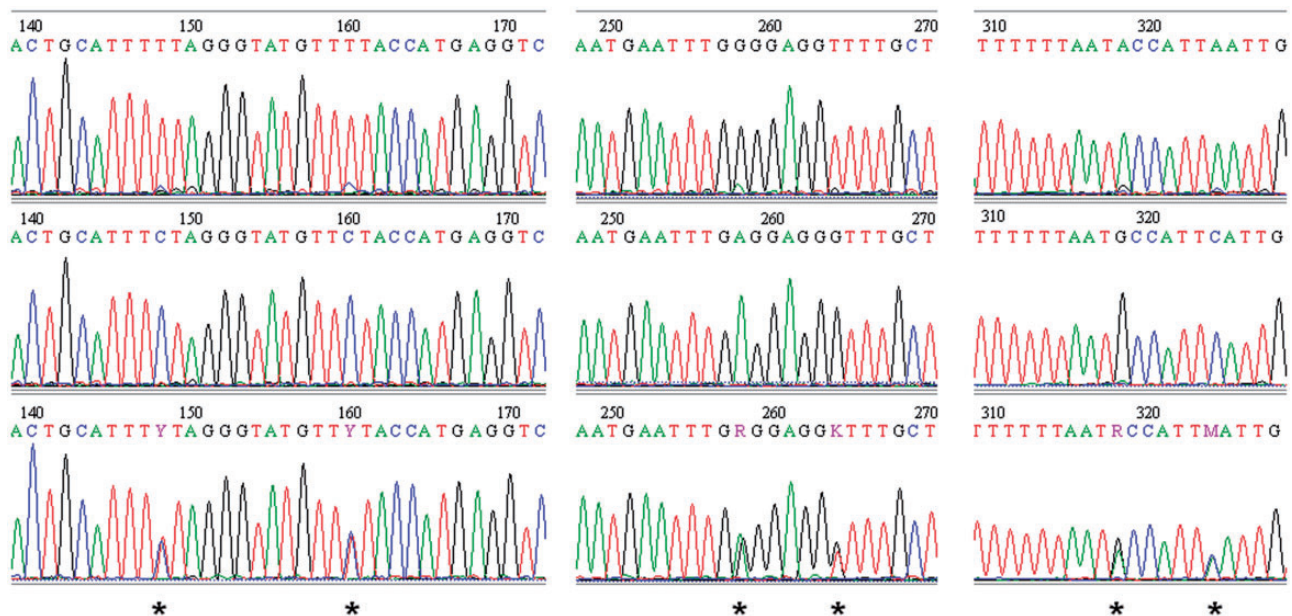 140 150 160 170 250 260 270 310 320
ACTGCATTTTTAGGGTATGTTTTACCATGAGGTC AATGAATTTGGGGAGGTTTTGCT TTTTTTAATACCATTAATTG
140 150 160 170 250 260 270 310 320
ACTGCATTTCTAGGGTATGTTCTACCATGAGGTC AATGAATTTGAGGAGGGTTTGCT TTTTTTAATGCCATTCATTG
140 150 160 170 250 260 270 310 320
ACTGCATTTYTAGGGTATGTTYTACCATGAGGTC AATGAATTTGRGGAGGKTTTGCT TTTTTTAATRCCATTMATTG
* * * * * *